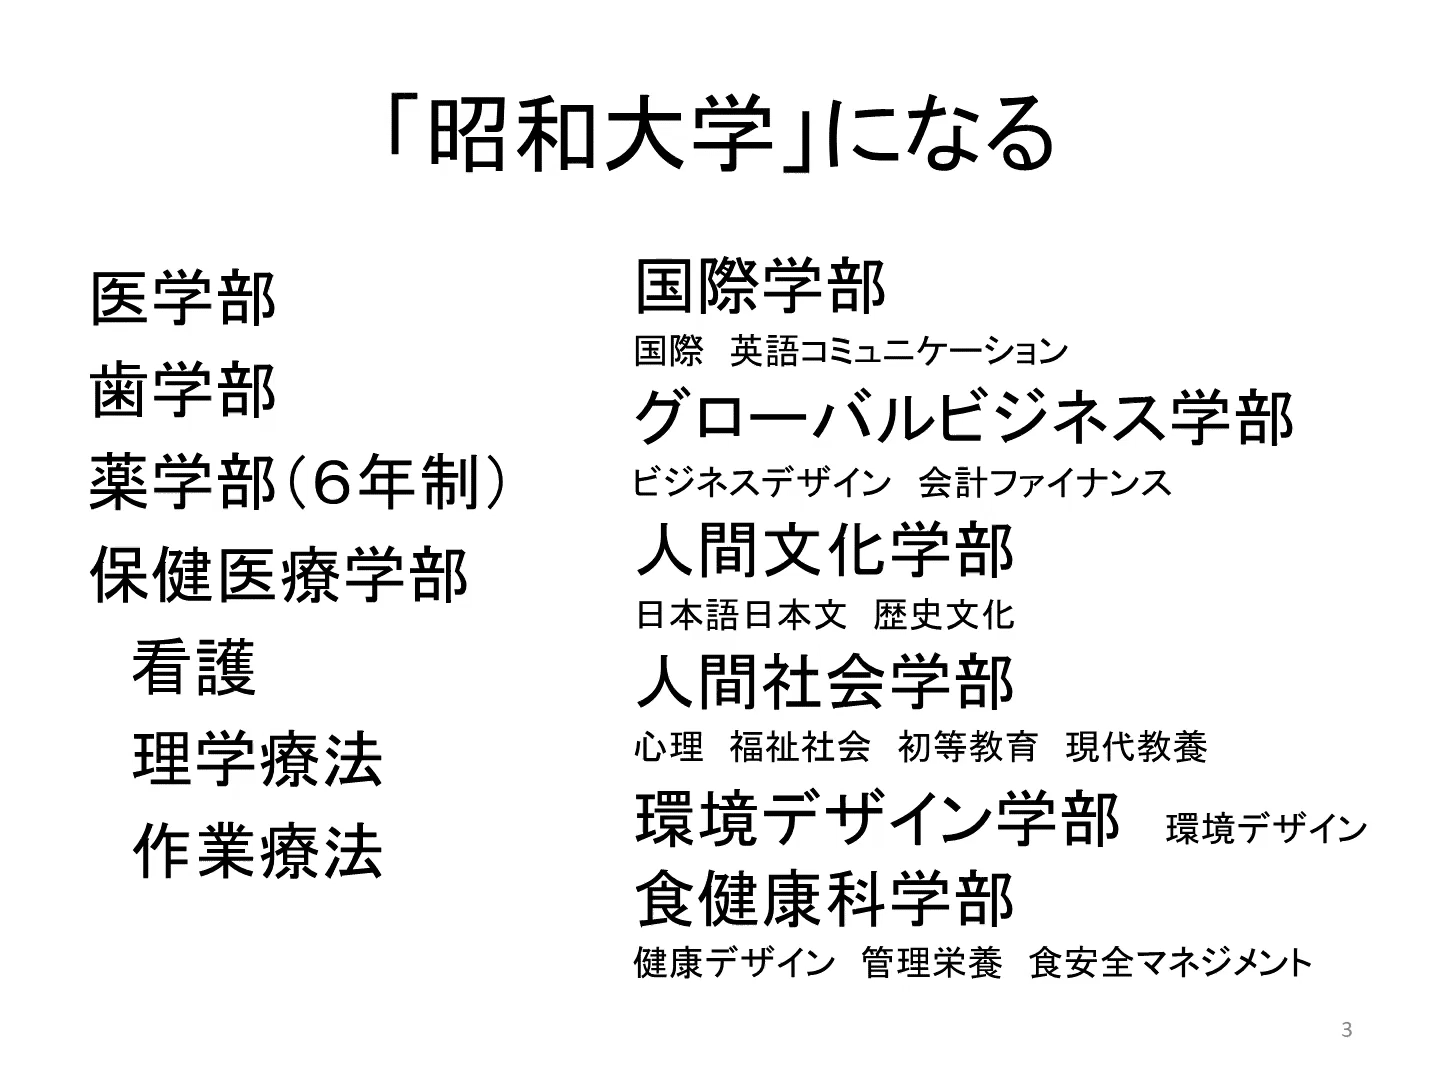 「昭和大学」になる
医学部
歯学部
薬学部(６年制)
保健医療学部
看護
理学療法
作業療法
国際学部
国際　英語コミュニケーション
グローバルビジネス学部
ビジネスデザイン　会計ファイナンス
人間文化学部
日本語日本文　歴史文化
人間社会学部
心理　福祉社会　初等教育　現代教養
環境デザイン学部　環境デザイン
食健康科学部
健康デザイン　管理栄養　食安全マネジメント
3